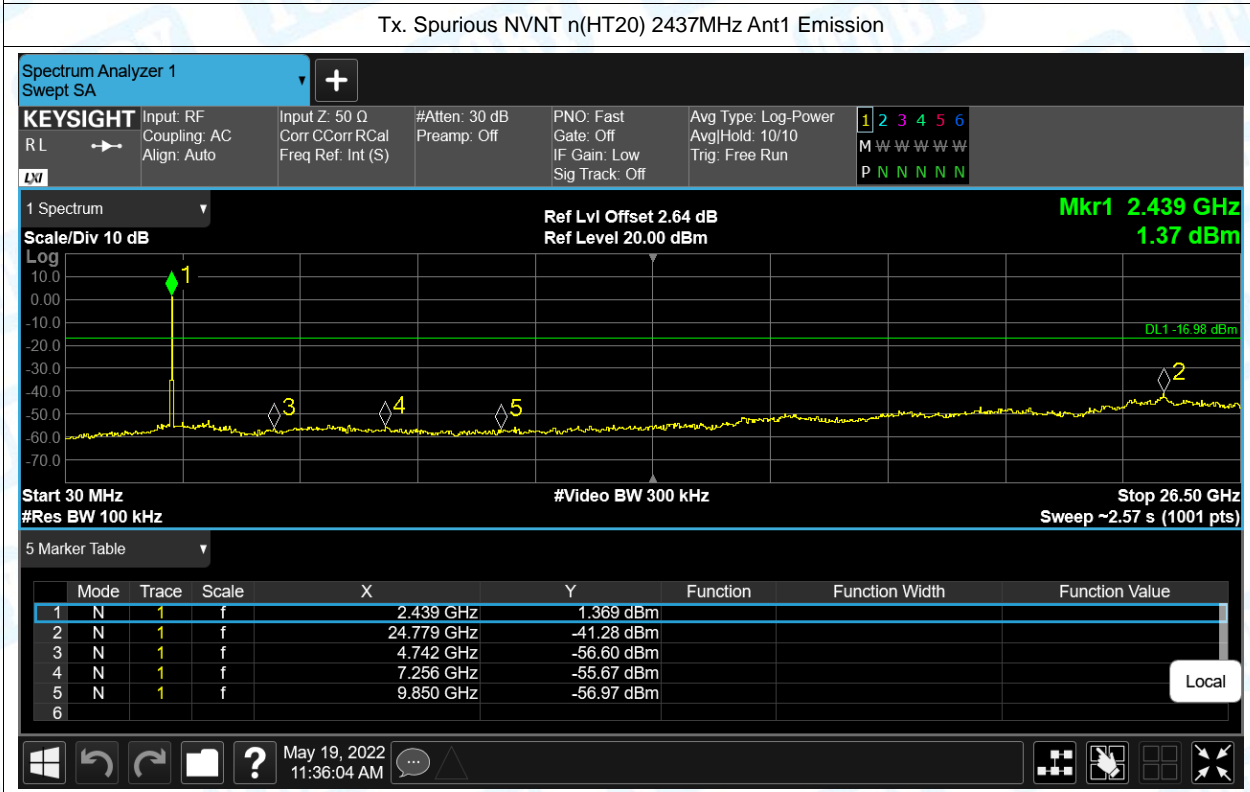 Tx. Spurious NVNT n(HT20) 2437MHz Ant1 Emission
Spectrum Analyzer 1
Swept SA
KEYSIGHT Input: RF Input Z: 50 Ω #Atten: 30 dB PNO: Fast Avg Type: Log-Power 1 2 3 4 5 6
R L Coupling: AC Corr CCorr RCal Preamp: Off Gate: Off Avg|Hold: 10/10 M W W W W W
Align: Auto Freq Ref: Int (S) IF Gain: Low Trig: Free Run
LXI Sig Track: Off P N N N N N
1 Spectrum Ref Lvl Offset 2.64 dB Mkr1 2.439 GHz
Scale/Div 10 dB Ref Level 20.00 dBm 1.37 dBm
Log
10.0 1
0.00
-10.0
DL1 -16.98 dBm
-20.0
-30.0
2
-40.0
-50.0 3 4 5
-60.0
-70.0
Start 30 MHz #Video BW 300 kHz Stop 26.50 GHz
#Res BW 100 kHz Sweep ~2.57 s (1001 pts)
5 Marker Table
Mode Trace Scale X Y Function Function Width Function Value
1 N 1 f 2.439 GHz 1.369 dBm
2 N 1 f 24.779 GHz -41.28 dBm
3 N 1 f 4.742 GHz -56.60 dBm
4 N 1 f 7.256 GHz -55.67 dBm
5 N 1 f 9.850 GHz -56.97 dBm
6
Local
? May 19, 2022
11:36:04 AM